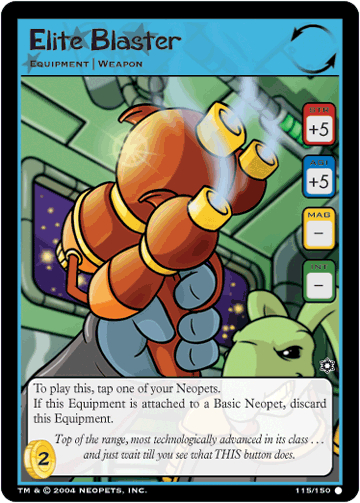 Elite Blaster
Equipment | Weapon
STR
+5
AGI
+5
MAG
–
INT
–
To play this, tap one of your Neopets.
If this Equipment is attached to a Basic Neopet, discard
this Equipment.
Top of the range, most technologically advanced in its class . . .
and just wait till you see what THIS button does.
2
TM & © 2004 NEOPETS, INC.
115/150